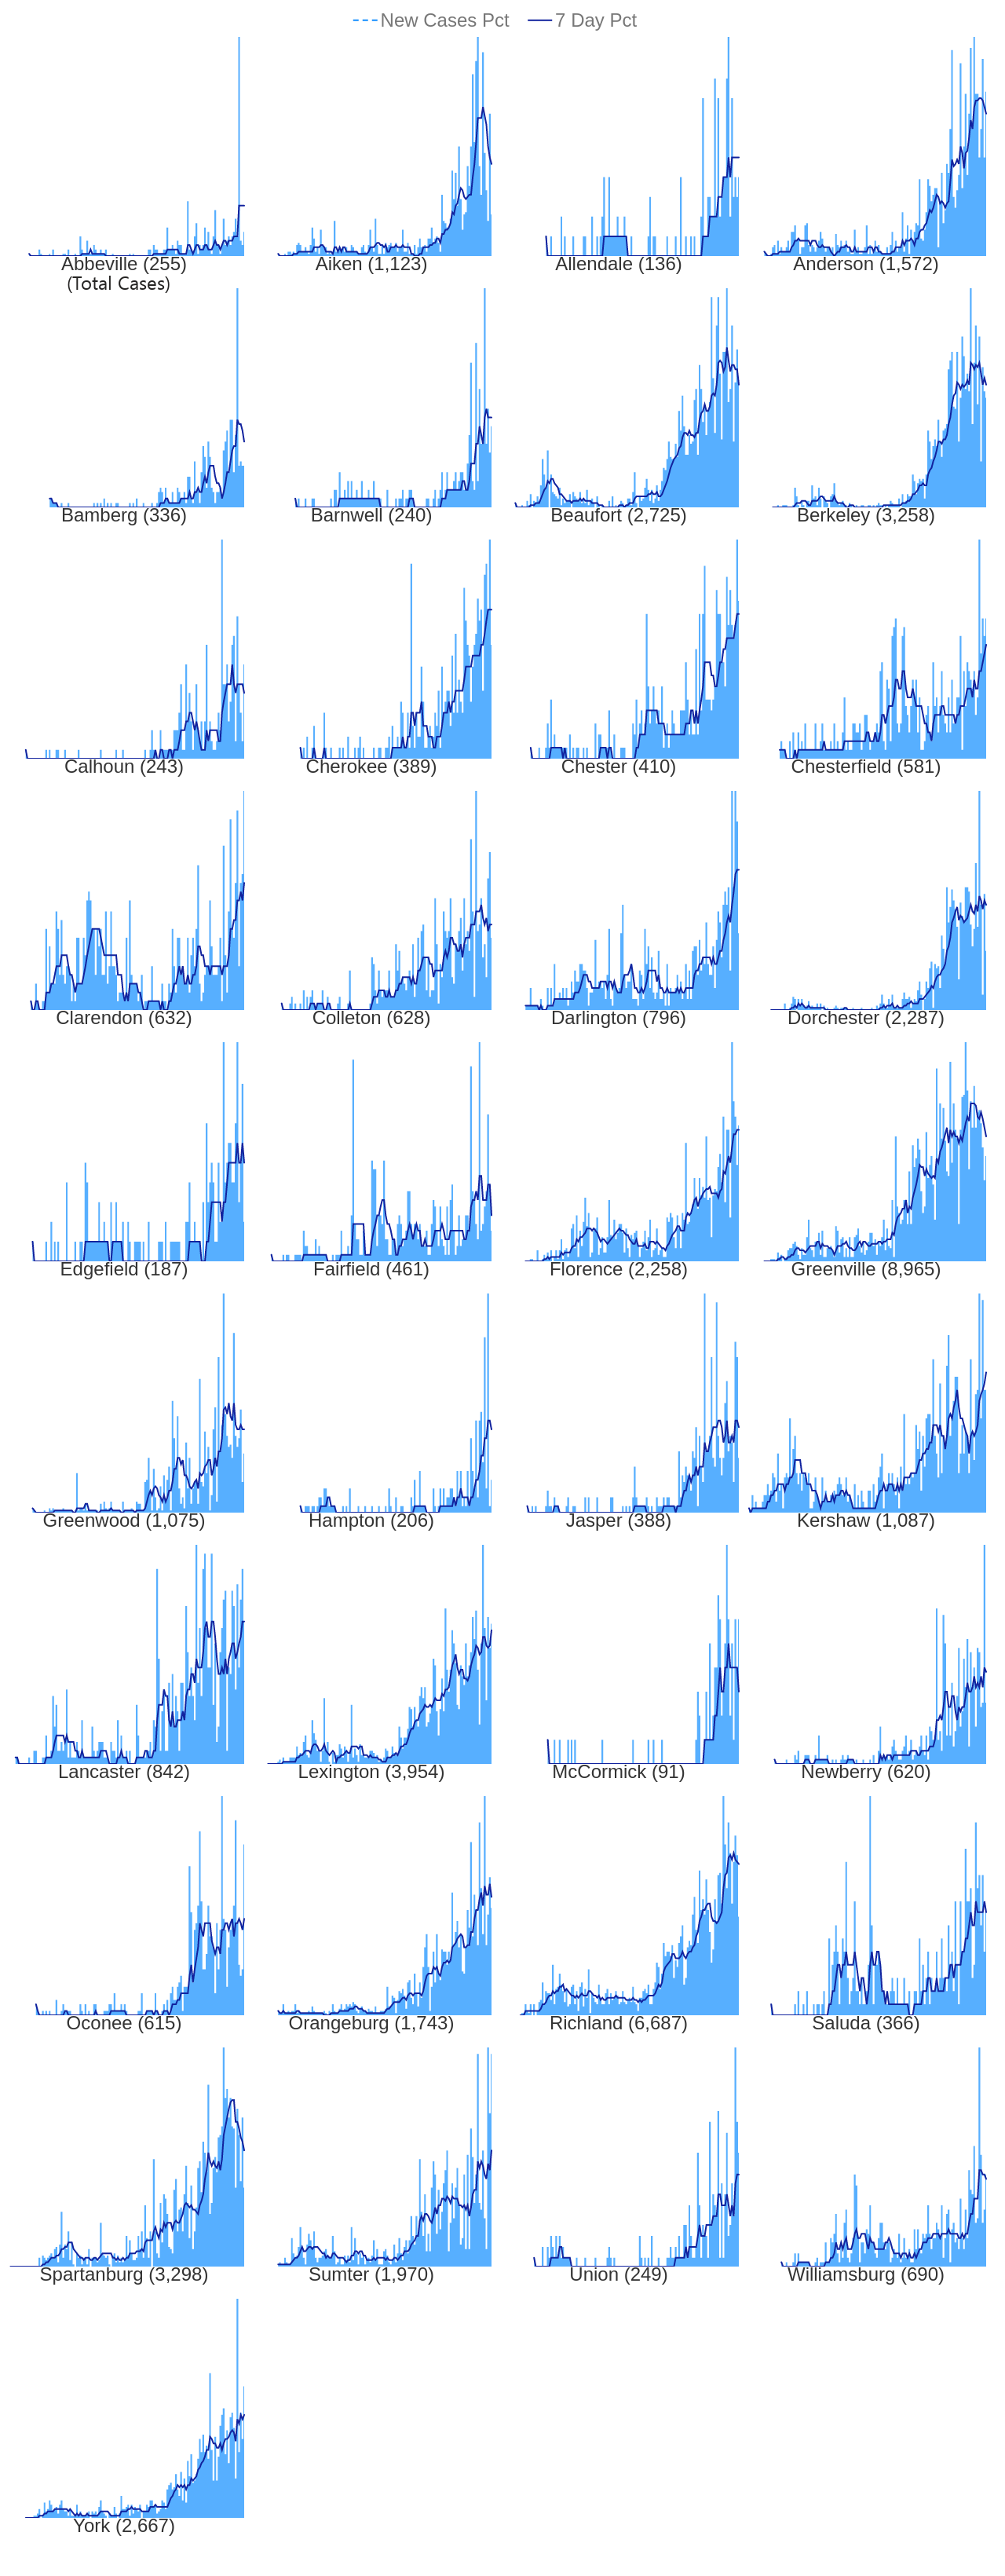 New Cases Pct 7 Day Pct
Abbeville (255) Aiken (1,123) Allendale (136) Anderson (1,572)
(Total Cases)
Bamberg (336) Barnwell (240) Beaufort (2,725) Berkeley (3,258)
Calhoun (243) Cherokee (389) Chester (410) Chesterfield (581)
Clarendon (632) Colleton (628) Darlington (796) Dorchester (2,287)
Edgefield (187) Fairfield (461) Florence (2,258) Greenville (8,965)
Greenwood (1,075) Hampton (206) Jasper (388) Kershaw (1,087)
Lancaster (842) Lexington (3,954) McCormick (91) Newberry (620)
Oconee (615) Orangeburg (1,743) Richland (6,687) Saluda (366)
Spartanburg (3,298) Sumter (1,970) Union (249) Williamsburg (690)
York (2,667)